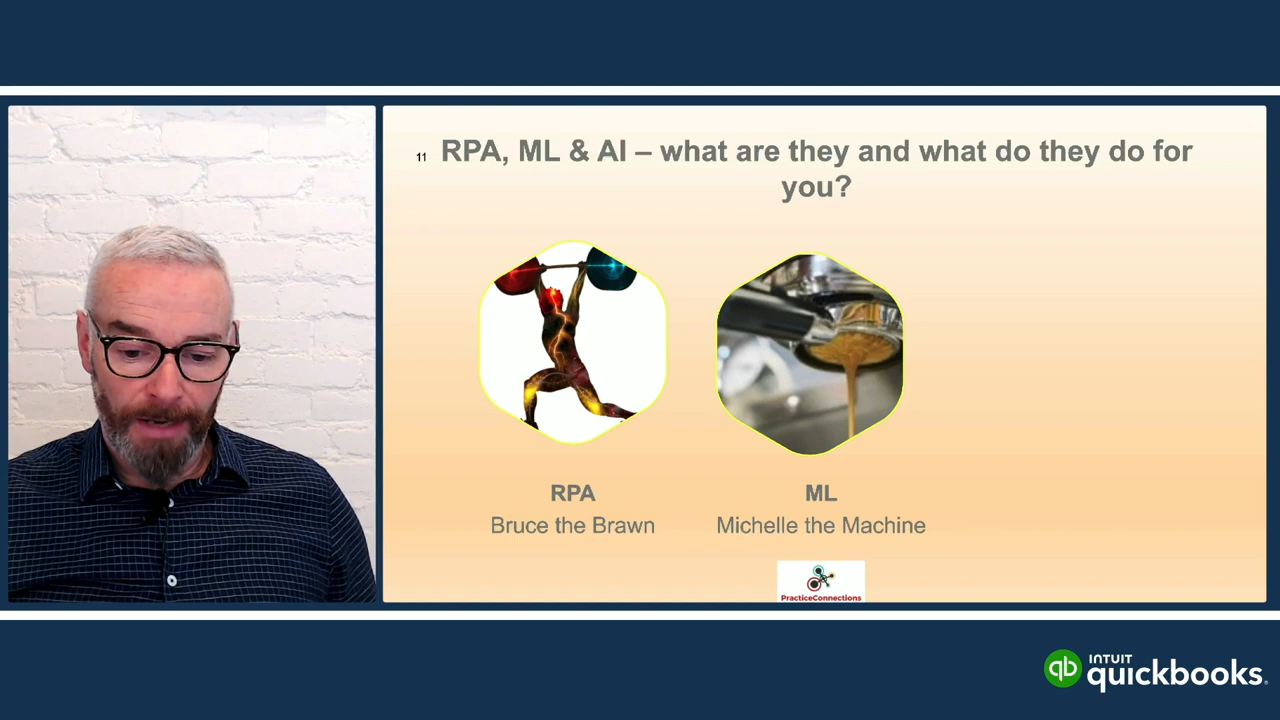 11 RPA, ML & AI – what are they and what do they do for
you?
RPA
Bruce the Brawn
ML
Michelle the Machine
PracticeConnections
qb INTUIT
quickbooks.